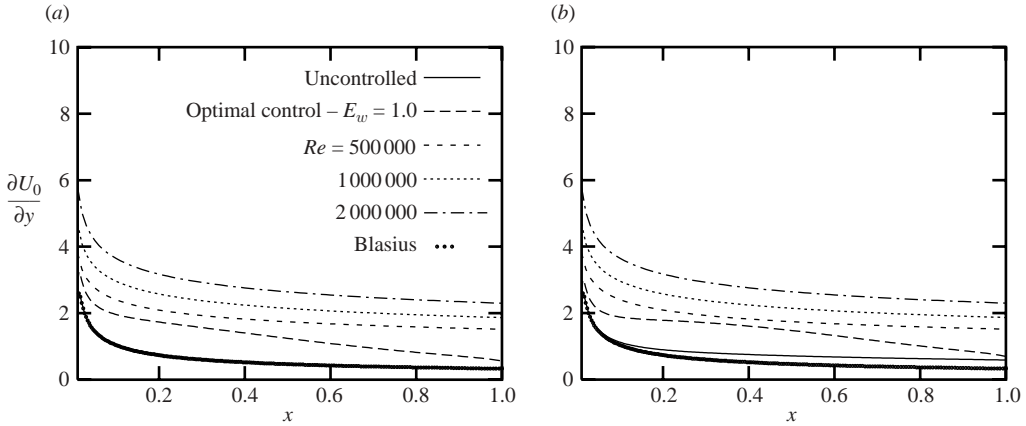 (a)
10
8
6
4
2
0
∂U₀
∂y
Uncontrolled
Optimal control – E_w = 1.0
Re = 500 000
1 000 000
2 000 000
Blasius
0.2
0.4
0.6
0.8
1.0
x
(b)
10
8
6
4
2
0
0.2
0.4
0.6
0.8
1.0
x